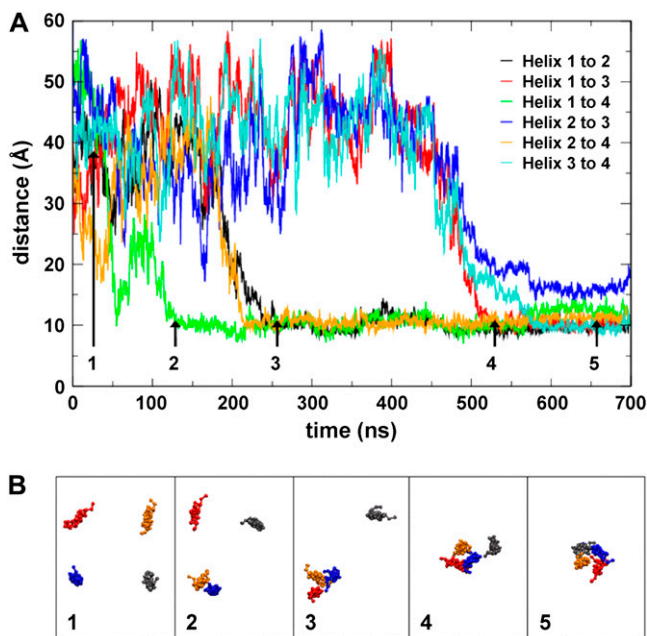 A
Helix 1 to 2
Helix 1 to 3
Helix 1 to 4
Helix 2 to 3
Helix 2 to 4
Helix 3 to 4
distance (Å)
60
50
40
30
20
10
0
1
2
3
4
5
0 100 200 300 400 500 600 700
time (ns)
B
1
2
3
4
5